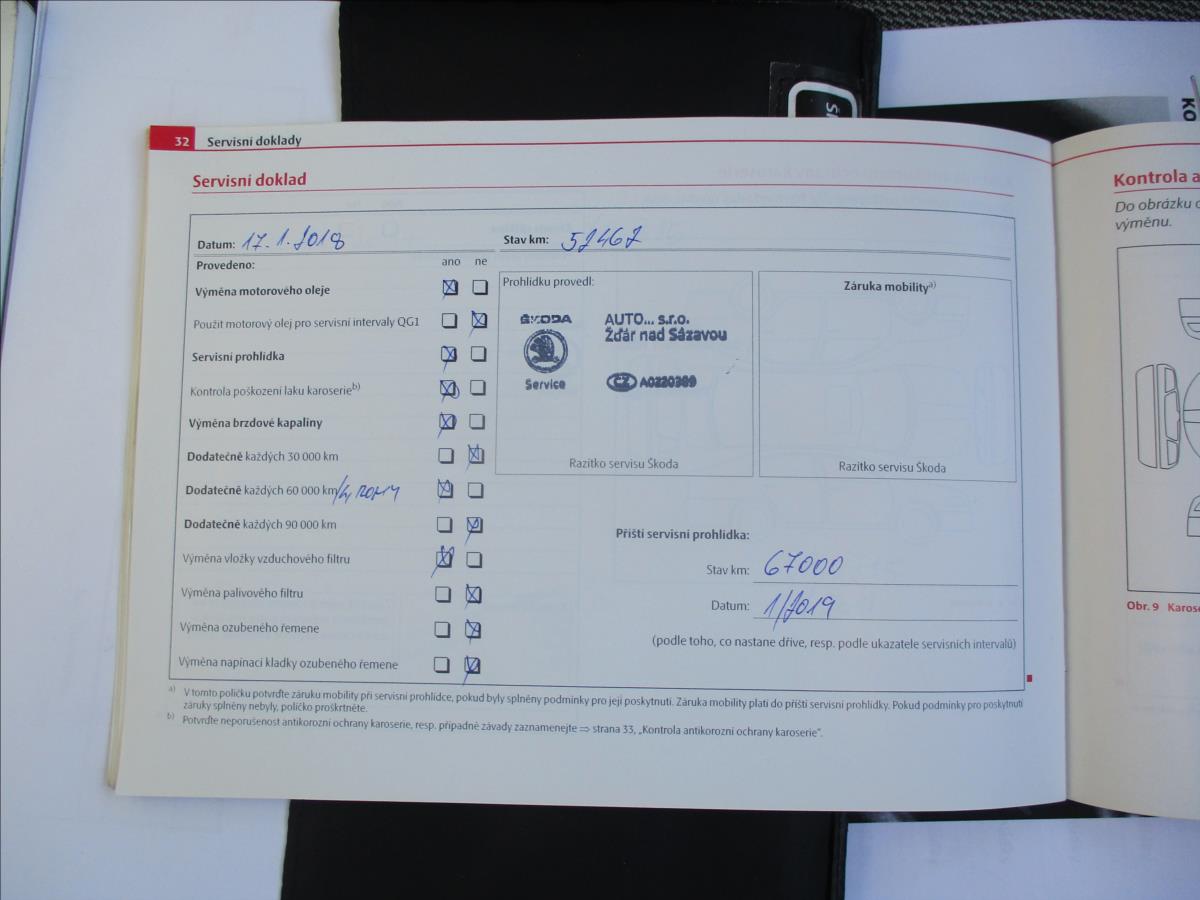 32 Servisní doklady
Servisní doklad
Datum: 17.1.2018 Stav km: 52462
Provedeno: ano ne
Výměna motorového oleje
Použit motorový olej pro servisní intervaly QG1
Servisní prohlídka
Kontrola poškození laku karoserie b)
Výměna brzdové kapaliny
Dodatečně každých 30 000 km
Dodatečně každých 60 000 km/4 ROKY
Dodatečně každých 90 000 km
Výměna vložky vzduchového filtru
Výměna palivového filtru
Výměna ozubeného řemene
Výměna napínací kladky ozubeného řemene
Prohlídku provedl:
ŠKODA
Service
AUTO... s.r.o.
Žďár nad Sázavou
CZ A0220389
Razítko servisu Škoda
Záruka mobility a)
Razítko servisu Škoda
Příští servisní prohlídka:
Stav km: 67000
Datum: 1/2019
(podle toho, co nastane dříve, resp. podle ukazatele servisních intervalů)
a) V tomto políčku potvrďte záruku mobility při servisní prohlídce, pokud byly splněny podmínky pro její poskytnutí. Záruka mobility platí do příští servisní prohlídky. Pokud podmínky pro poskytnutí
záruky splněny nebyly, políčko proškrtněte.
b) Potvrďte neporušenost antikorozní ochrany karoserie, resp. případné závady zaznamenejte ⇒ strana 33, „Kontrola antikorozní ochrany karoserie“.
Kontrola a
Do obrázku
výměnu.
Obr. 9 Karose